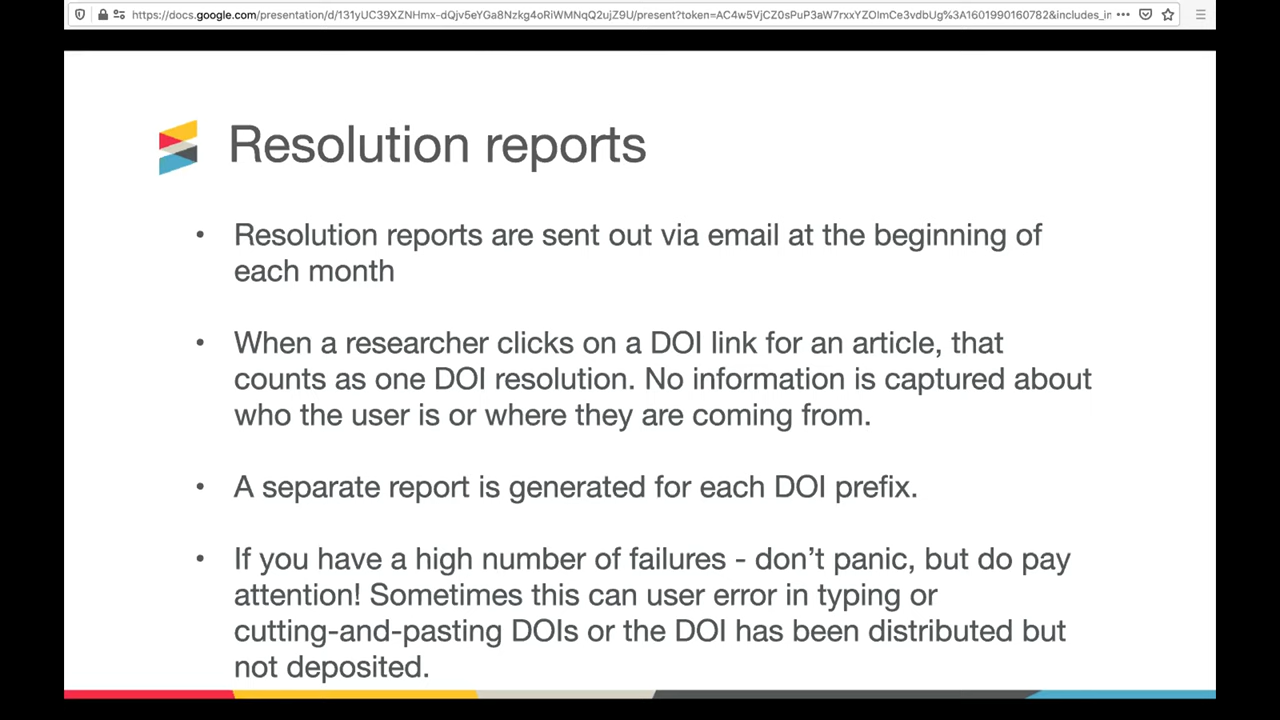 https://docs.google.com/presentation/d/131yUC39XZNHmx-dQjv5eYGa8Nzkg4oRiWMNqQ2ujZ9U/present?token=AC4w5VjCZ0sPuP3aW7rxxYZOlmCe3vdbUg%3A1601990160782&includes_in
Resolution reports
• Resolution reports are sent out via email at the beginning of
each month
• When a researcher clicks on a DOI link for an article, that
counts as one DOI resolution. No information is captured about
who the user is or where they are coming from.
• A separate report is generated for each DOI prefix.
• If you have a high number of failures - don’t panic, but do pay
attention! Sometimes this can user error in typing or
cutting-and-pasting DOIs or the DOI has been distributed but
not deposited.